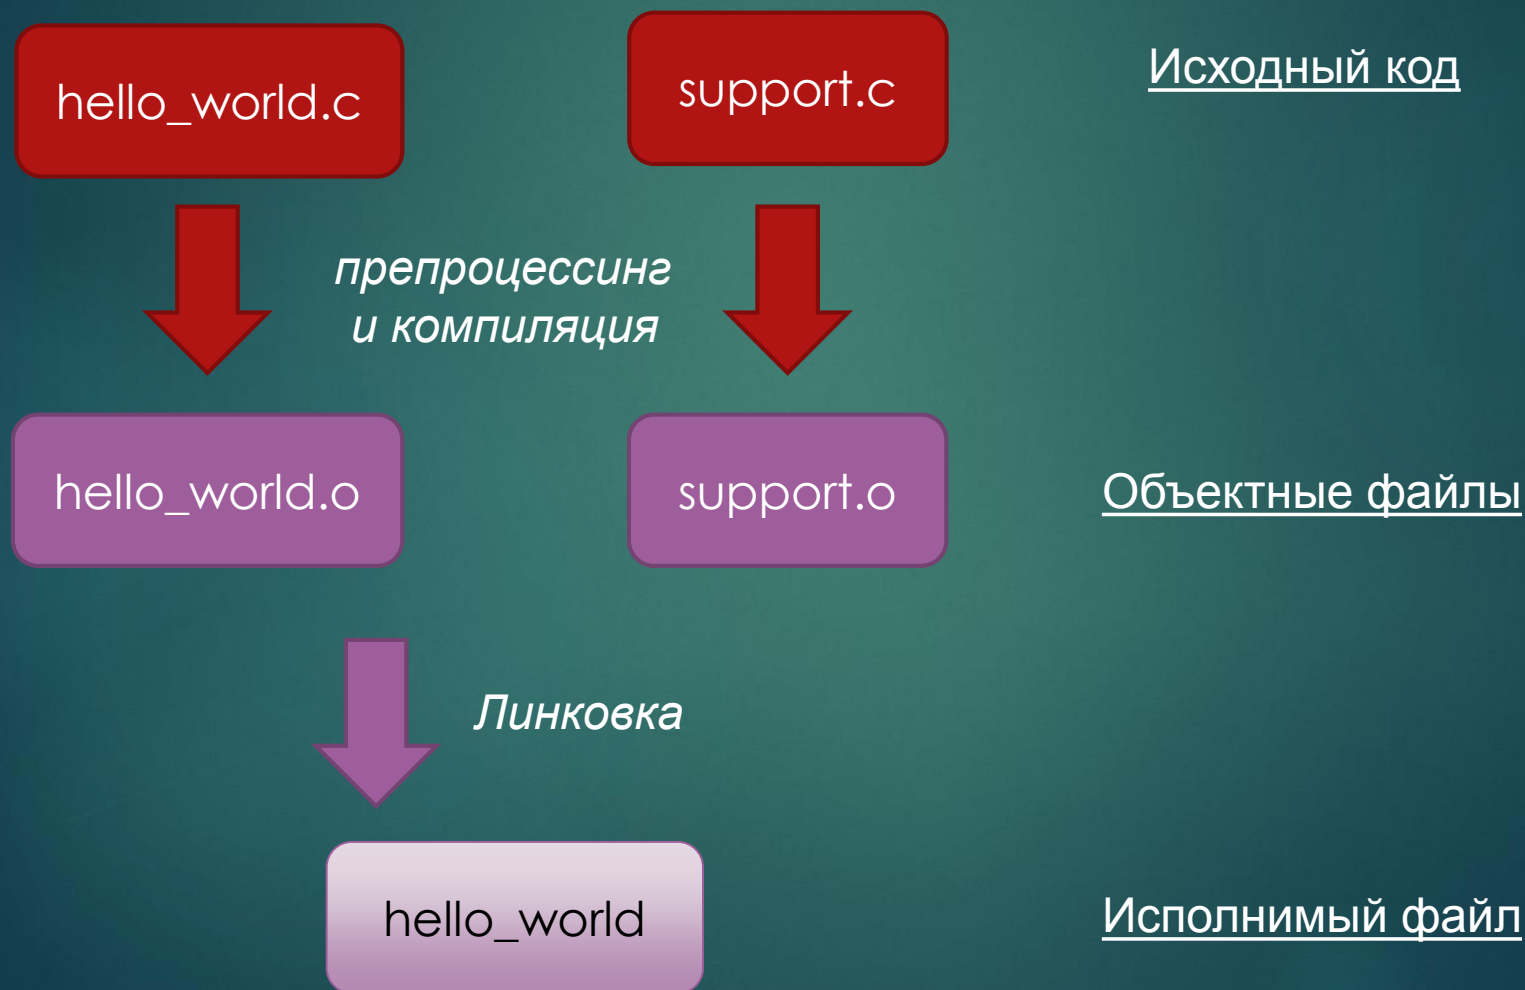 hello_world.c
support.c
Исходный код
препроцессинг
и компиляция
hello_world.o
support.o
Объектные файлы
Линковка
hello_world
Исполнимый файл